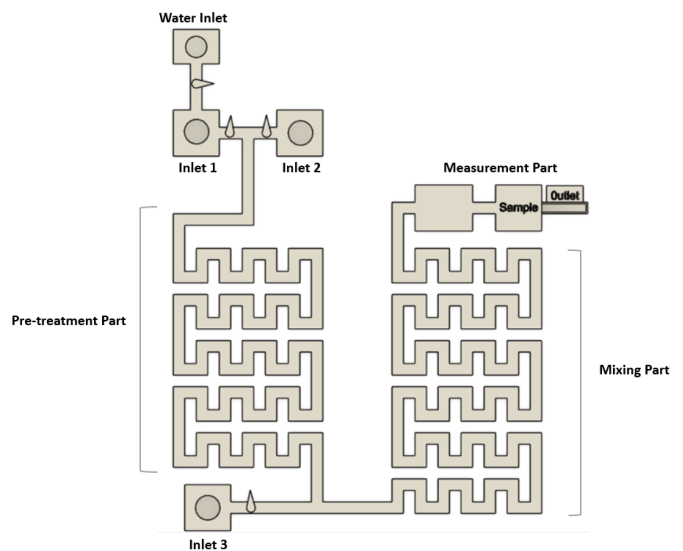 Water Inlet
Inlet 1
Inlet 2
Measurement Part
Outlet
Sample
Pre-treatment Part
Mixing Part
Inlet 3